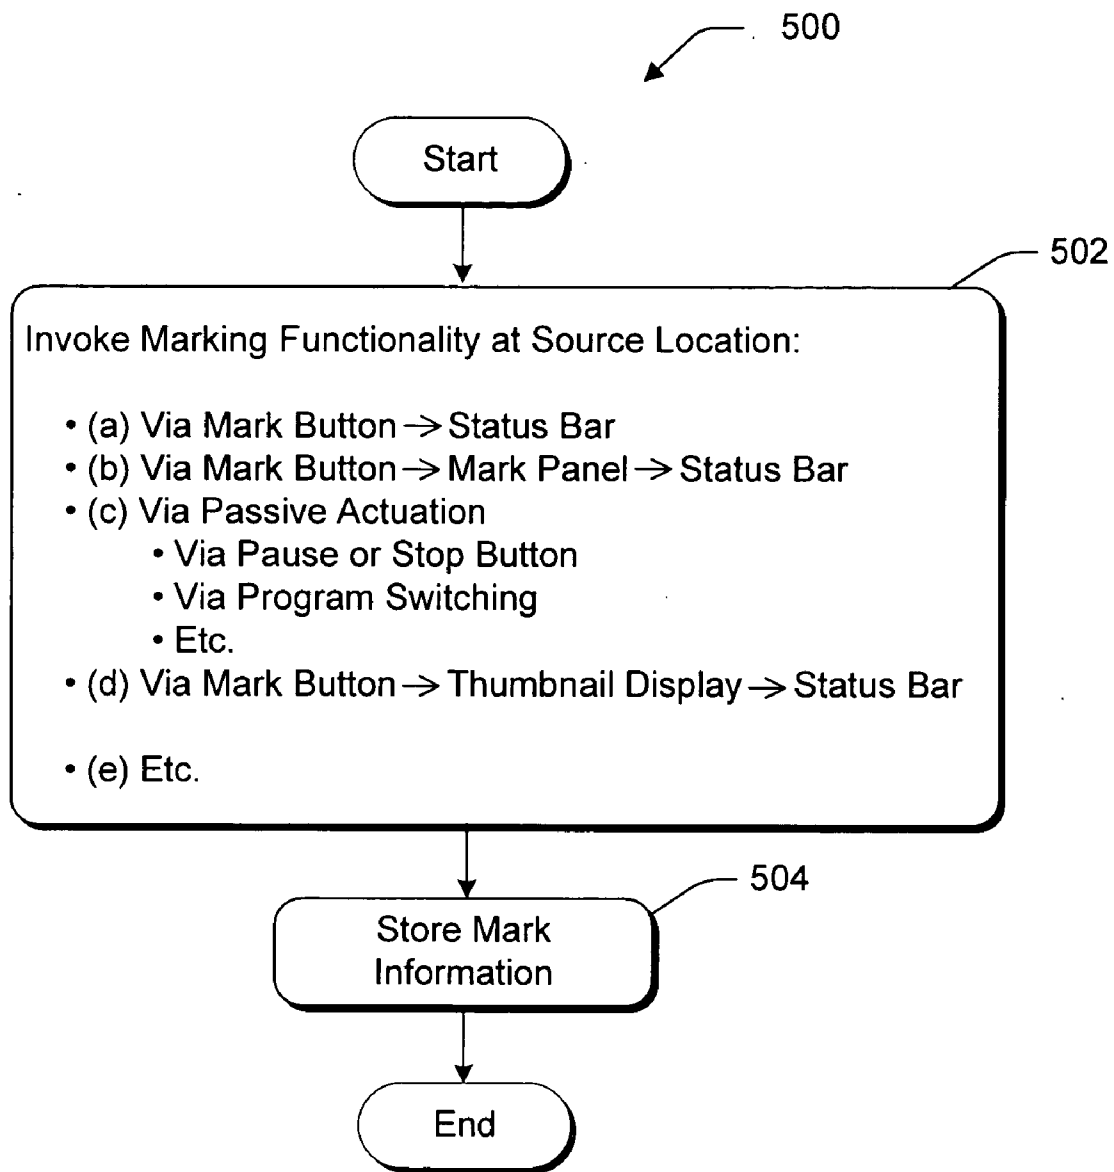 500
Start
502
Invoke Marking Functionality at Source Location:
• (a) Via Mark Button → Status Bar
• (b) Via Mark Button → Mark Panel → Status Bar
• (c) Via Passive Actuation
• Via Pause or Stop Button
• Via Program Switching
• Etc.
• (d) Via Mark Button → Thumbnail Display → Status Bar
• (e) Etc.
504
Store Mark
Information
End